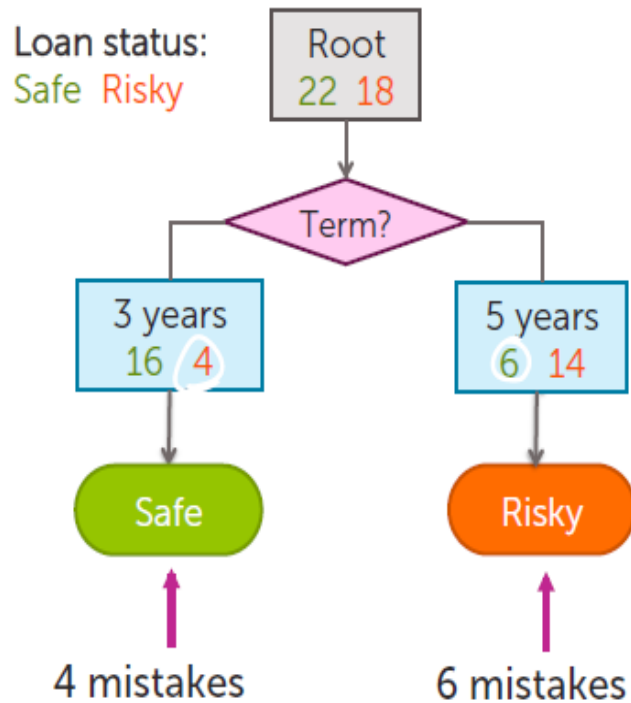 Loan status:
Safe Risky
Root
22 18
Term?
3 years
16 4
5 years
6 14
Safe
Risky
4 mistakes
6 mistakes